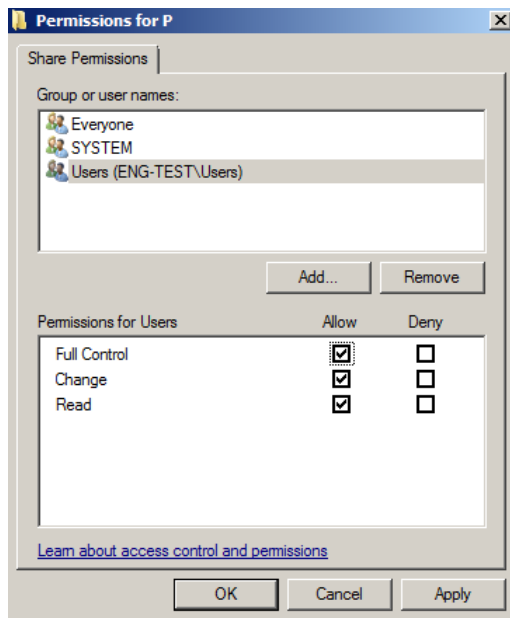 Permissions for P
Share Permissions
Group or user names:
Everyone
SYSTEM
Users (ENG-TEST\Users)
Add... Remove
Permissions for Users Allow Deny
Full Control
Change
Read
Learn about access control and permissions
OK Cancel Apply